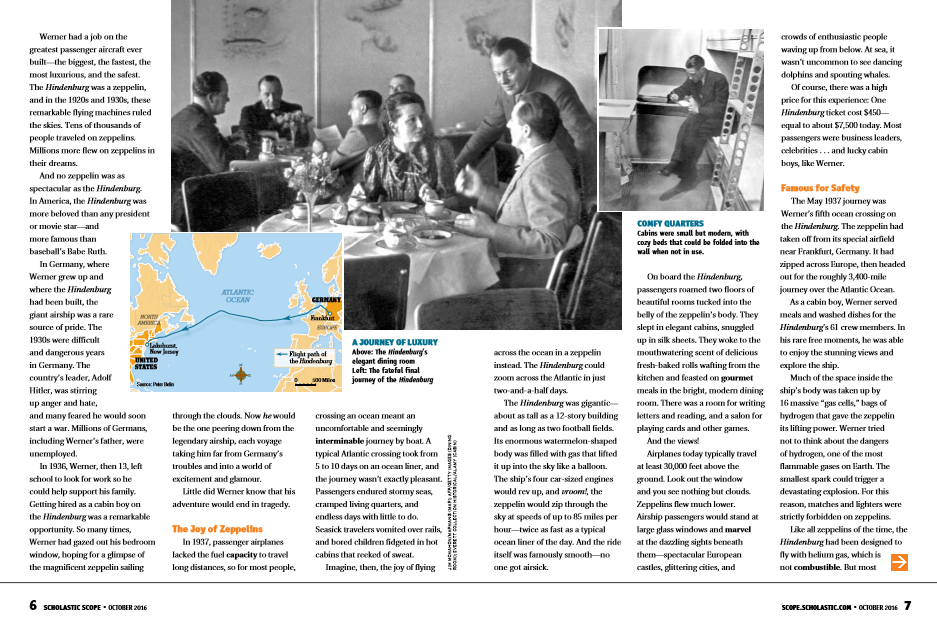 Werner had a job on the
greatest passenger aircraft ever
built—the biggest, the fastest, the
most luxurious, and the safest.
The Hindenburg was a zeppelin,
and in the 1920s and 1930s, these
remarkable flying machines ruled
the skies. Tens of thousands of
people traveled on zeppelins.
Millions more flew on zeppelins in
their dreams.
And no zeppelin was as
spectacular as the Hindenburg.
In America, the Hindenburg was
more beloved than any president
or movie star—and
more famous than
baseball's Babe Ruth.
In Germany, where
Werner grew up and
where the Hindenburg
had been built, the
giant airship was a rare
source of pride. The
1930s were difficult
and dangerous years
in Germany. The
country's leader, Adolf
Hitler, was stirring
up anger and hate,
and many feared he would soon
start a war. Millions of Germans,
including Werner's father, were
unemployed.
In 1936, Werner, then 13, left
school to look for work so he
could help support his family.
Getting hired as a cabin boy on
the Hindenburg was a remarkable
opportunity. So many times,
Werner had gazed out his bedroom
window, hoping for a glimpse of
the magnificent zeppelin sailing
ATLANTIC
OCEAN
NORTH
AMERICA
GERMANY
Frankfurt
EUROPE
Lakehurst,
New Jersey
UNITED
STATES
Flight path of
the Hindenburg
0 500 Miles
Source: Peter Belin
A JOURNEY OF LUXURY
Above: The Hindenburg's
elegant dining room
Left: The fateful final
journey of the Hindenburg
through the clouds. Now he would
be the one peering down from the
legendary airship, each voyage
taking him far from Germany's
troubles and into a world of
excitement and glamour.
Little did Werner know that his
adventure would end in tragedy.
The Joy of Zeppelins
In 1937, passenger airplanes
lacked the fuel capacity to travel
long distances, so for most people,
crossing an ocean meant an
uncomfortable and seemingly
interminable journey by boat. A
typical Atlantic crossing took from
5 to 10 days on an ocean liner, and
the journey wasn't exactly pleasant.
Passengers endured stormy seas,
cramped living quarters, and
endless days with little to do.
Seasick travelers vomited over rails,
and bored children fidgeted in hot
cabins that reeked of sweat.
Imagine, then, the joy of flying
JIM MCMAHON/MAPMAN® (MAP); AP/GETTY IMAGES (DINING
ROOM); EVERETT COLLECTION HISTORICAL/ALAMY (CABIN)
across the ocean in a zeppelin
instead. The Hindenburg could
zoom across the Atlantic in just
two-and-a-half days.
The Hindenburg was gigantic—
about as tall as a 12-story building
and as long as two football fields.
Its enormous watermelon-shaped
body was filled with gas that lifted
it up into the sky like a balloon.
The ship's four car-sized engines
would rev up, and vroom!, the
zeppelin would zip through the
sky at speeds of up to 85 miles per
hour—twice as fast as a typical
ocean liner of the day. And the ride
itself was famously smooth—no
one got airsick.
COMFY QUARTERS
Cabins were small but modern, with
cozy beds that could be folded into the
wall when not in use.
On board the Hindenburg,
passengers roamed two floors of
beautiful rooms tucked into the
belly of the zeppelin's body. They
slept in elegant cabins, snuggled
up in silk sheets. They woke to the
mouthwatering scent of delicious
fresh-baked rolls wafting from the
kitchen and feasted on gourmet
meals in the bright, modern dining
room. There was a room for writing
letters and reading, and a salon for
playing cards and other games.
And the views!
Airplanes today typically travel
at least 30,000 feet above the
ground. Look out the window
and you see nothing but clouds.
Zeppelins flew much lower.
Airship passengers would stand at
large glass windows and marvel
at the dazzling sights beneath
them—spectacular European
castles, glittering cities, and
crowds of enthusiastic people
waving up from below. At sea, it
wasn't uncommon to see dancing
dolphins and spouting whales.
Of course, there was a high
price for this experience: One
Hindenburg ticket cost $450—
equal to about $7,500 today. Most
passengers were business leaders,
celebrities . . . and lucky cabin
boys, like Werner.
Famous for Safety
The May 1937 journey was
Werner's fifth ocean crossing on
the Hindenburg. The zeppelin had
taken off from its special airfield
near Frankfurt, Germany. It had
zipped across Europe, then headed
out for the roughly 3,400-mile
journey over the Atlantic Ocean.
As a cabin boy, Werner served
meals and washed dishes for the
Hindenburg's 61 crew members. In
his rare free moments, he was able
to enjoy the stunning views and
explore the ship.
Much of the space inside the
ship's body was taken up by
16 massive "gas cells," bags of
hydrogen that gave the zeppelin
its lifting power. Werner tried
not to think about the dangers
of hydrogen, one of the most
flammable gases on Earth. The
smallest spark could trigger a
devastating explosion. For this
reason, matches and lighters were
strictly forbidden on zeppelins.
Like all zeppelins of the time, the
Hindenburg had been designed to
fly with helium gas, which is
not combustible. But most
6 SCHOLASTIC SCOPE • OCTOBER 2016
SCOPE.SCHOLASTIC.COM • OCTOBER 2016 7